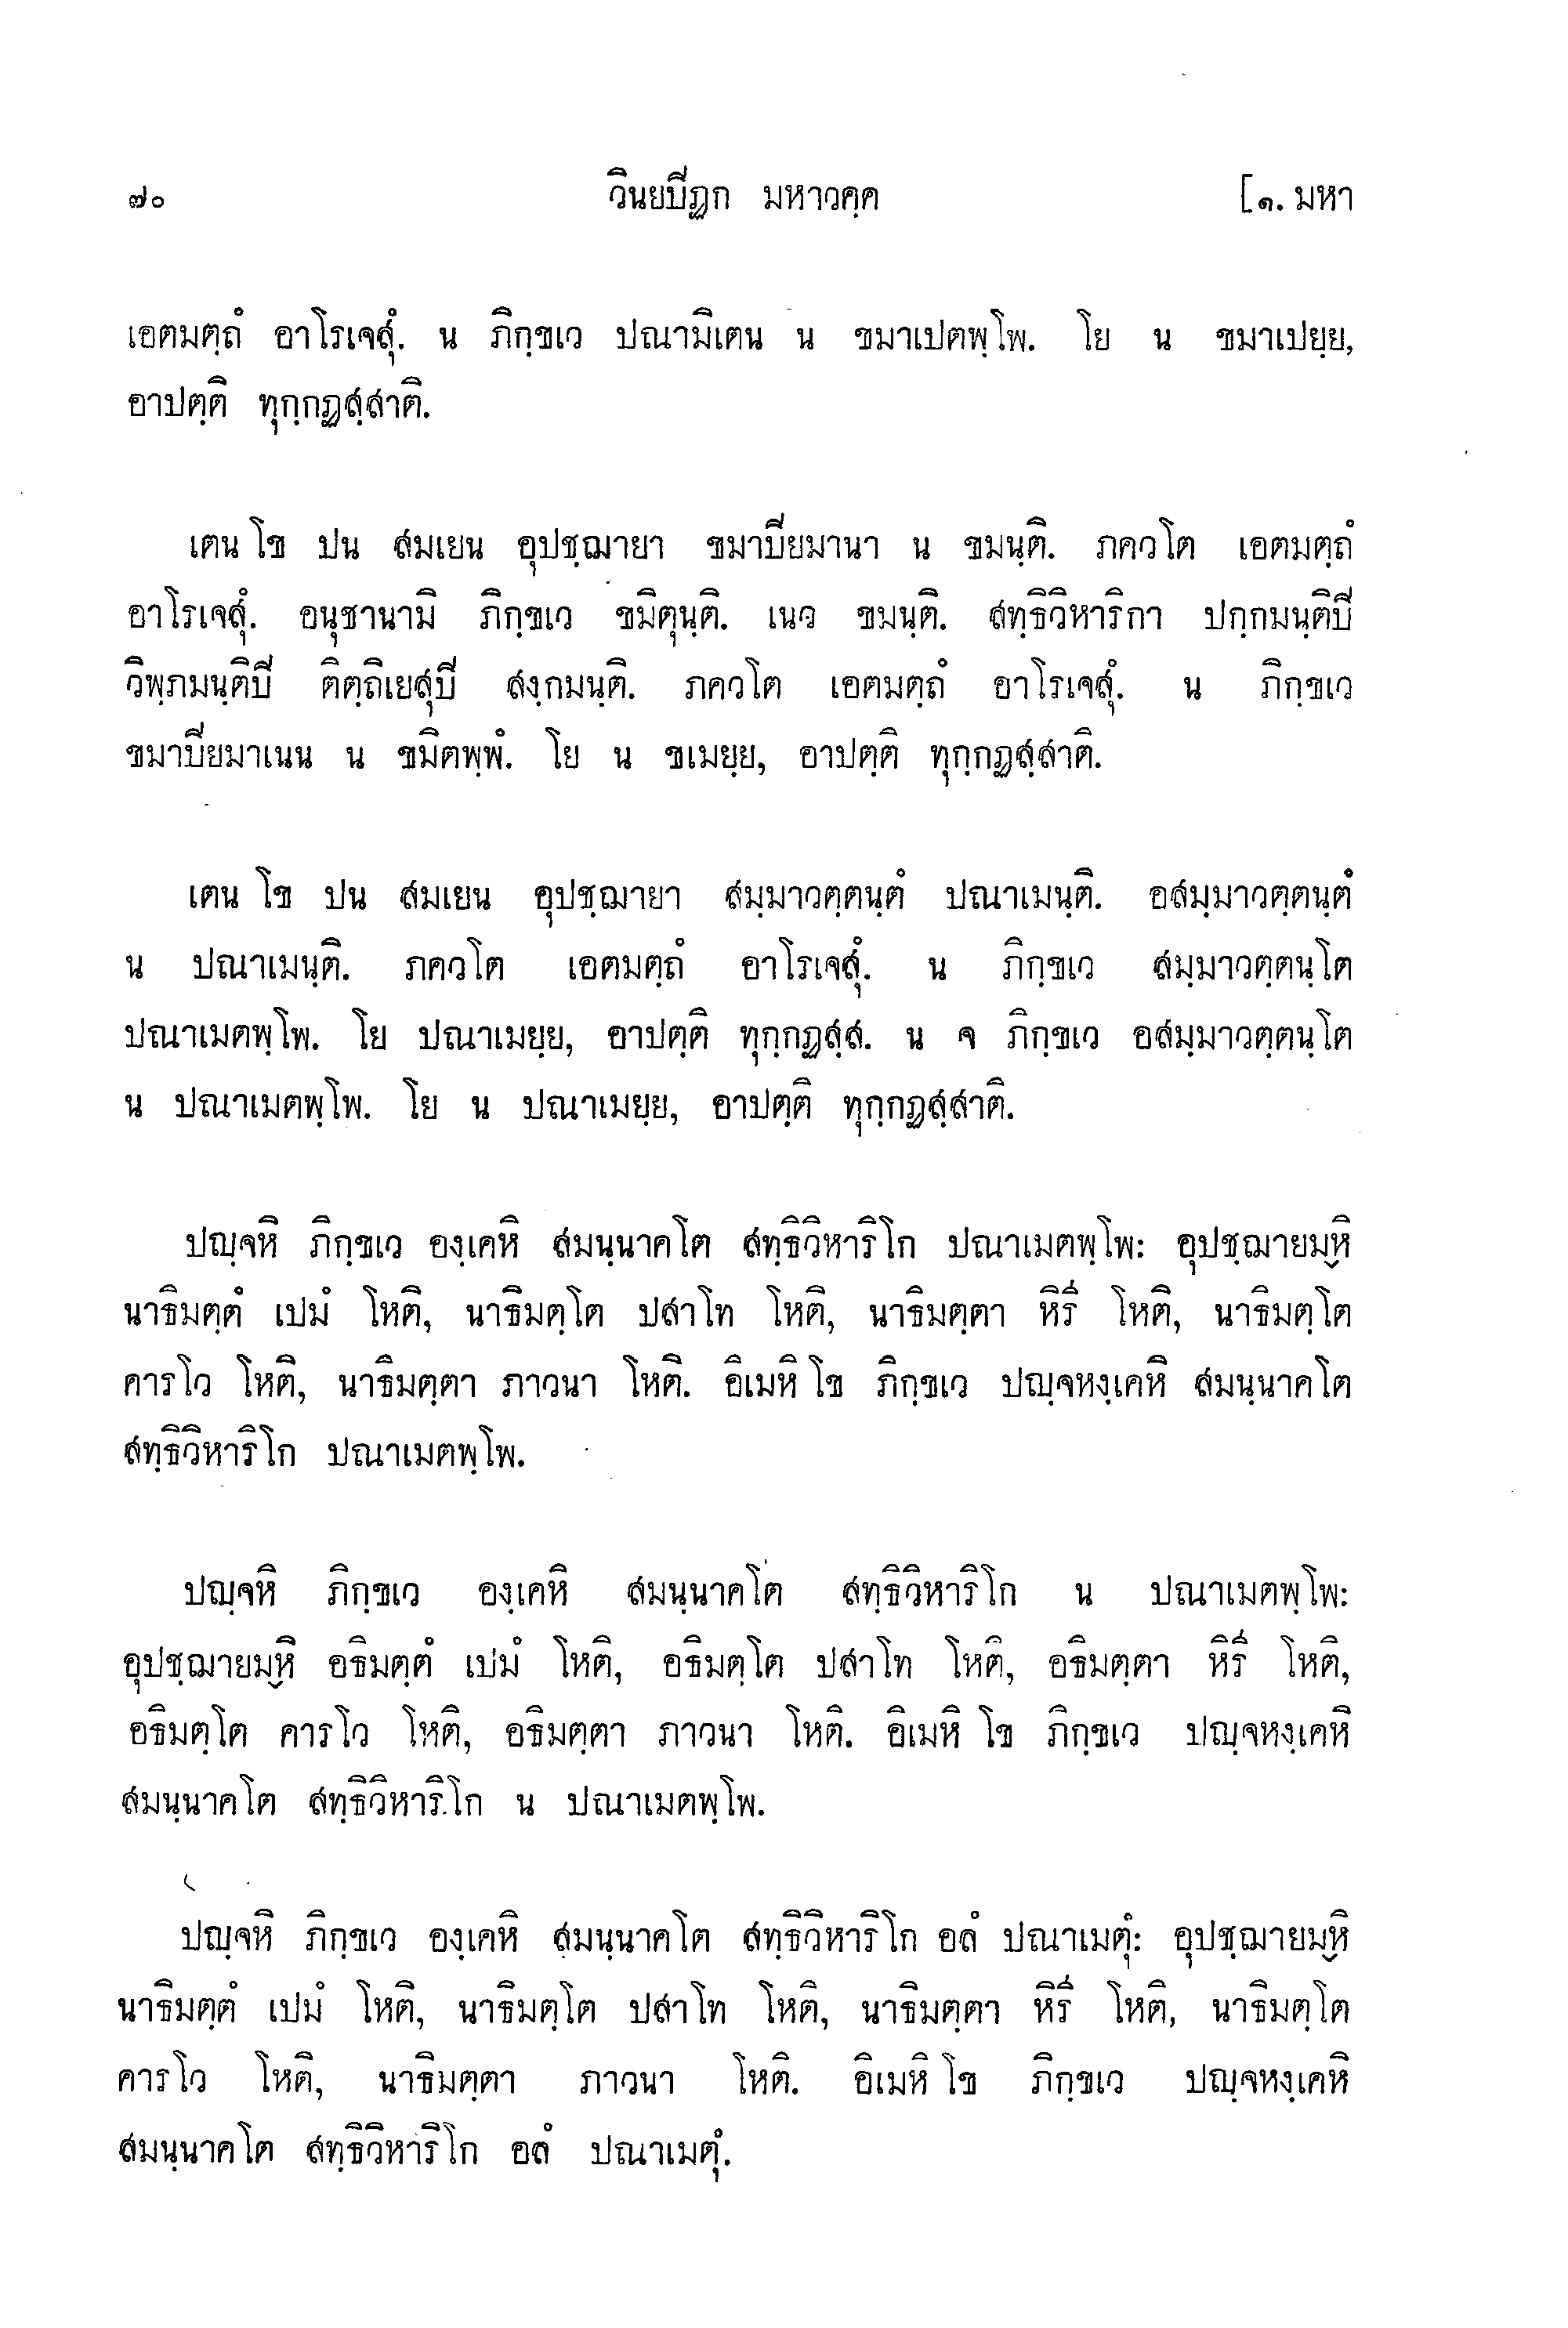 ๗๐ วินยปิฏก มหาวคฺค [๑. มหา
เอตมตฺถํ อาโรเจสุํ. น ภิกฺขเว ปณามิเตน น ขมาเปตพฺโพ. โย น ขมาเปยฺย,
อาปตฺติ ทุกฺกฏสฺสาติ.
เตน โข ปน สมเยน อุปชฺฌายา ขมาปิยมานา น ขมนฺติ. ภควโต เอตมตฺถํ
อาโรเจสุํ. อนุชานามิ ภิกฺขเว ขมิตุนฺติ. เนว ขมนฺติ. สทฺธิวิหาริกา ปกฺกมนฺติปิ
วิพฺภมนฺติปิ ติตฺถิเยสุปิ สงฺกมนฺติ. ภควโต เอตมตฺถํ อาโรเจสุํ. น ภิกฺขเว
ขมาปิยมาเนน น ขมิตพฺพํ. โย น ขเมยฺย, อาปตฺติ ทุกฺกฏสฺสาติ.
เตน โข ปน สมเยน อุปชฺฌายา สมฺมาวตฺตนฺตํ ปณาเมนฺติ. อสมฺมาวตฺตนฺตํ
น ปณาเมนฺติ. ภควโต เอตมตฺถํ อาโรเจสุํ. น ภิกฺขเว สมฺมาวตฺตนฺโต
ปณาเมตพฺโพ. โย ปณาเมยฺย, อาปตฺติ ทุกฺกฏสฺส. น จ ภิกฺขเว อสมฺมาวตฺตนฺโต
น ปณาเมตพฺโพ. โย น ปณาเมยฺย, อาปตฺติ ทุกฺกฏสฺสาติ.
ปญฺจหิ ภิกฺขเว องฺเคหิ สมนฺนาคโต สทฺธิวิหาริโก ปณาเมตพฺโพ: อุปชฺฌายมฺหิ
นาธิมตฺตํ เปมํ โหติ, นาธิมตฺโต ปสาโท โหติ, นาธิมตฺตา หิรี โหติ, นาธิมตฺโต
คารโว โหติ, นาธิมตฺตา ภาวนา โหติ. อิเมหิ โข ภิกฺขเว ปญฺจหงฺเคหิ สมนฺนาคโต
สทฺธิวิหาริโก ปณาเมตพฺโพ.
ปญฺจหิ ภิกฺขเว องฺเคหิ สมนฺนาคโต สทฺธิวิหาริโก น ปณาเมตพฺโพ:
อุปชฺฌายมฺหิ อธิมตฺตํ เปมํ โหติ, อธิมตฺโต ปสาโท โหติ, อธิมตฺตา หิรี โหติ,
อธิมตฺโต คารโว โหติ, อธิมตฺตา ภาวนา โหติ. อิเมหิ โข ภิกฺขเว ปญฺจหงฺเคหิ
สมนฺนาคโต สทฺธิวิหาริโก น ปณาเมตพฺโพ.
ปญฺจหิ ภิกฺขเว องฺเคหิ สมนฺนาคโต สทฺธิวิหาริโก อลํ ปณาเมตุํ: อุปชฺฌายมฺหิ
นาธิมตฺตํ เปมํ โหติ, นาธิมตฺโต ปสาโท โหติ, นาธิมตฺตา หิรี โหติ, นาธิมตฺโต
คารโว โหติ, นาธิมตฺตา ภาวนา โหติ. อิเมหิ โข ภิกฺขเว ปญฺจหงฺเคหิ
สมนฺนาคโต สทฺธิวิหาริโก อลํ ปณาเมตุํ.